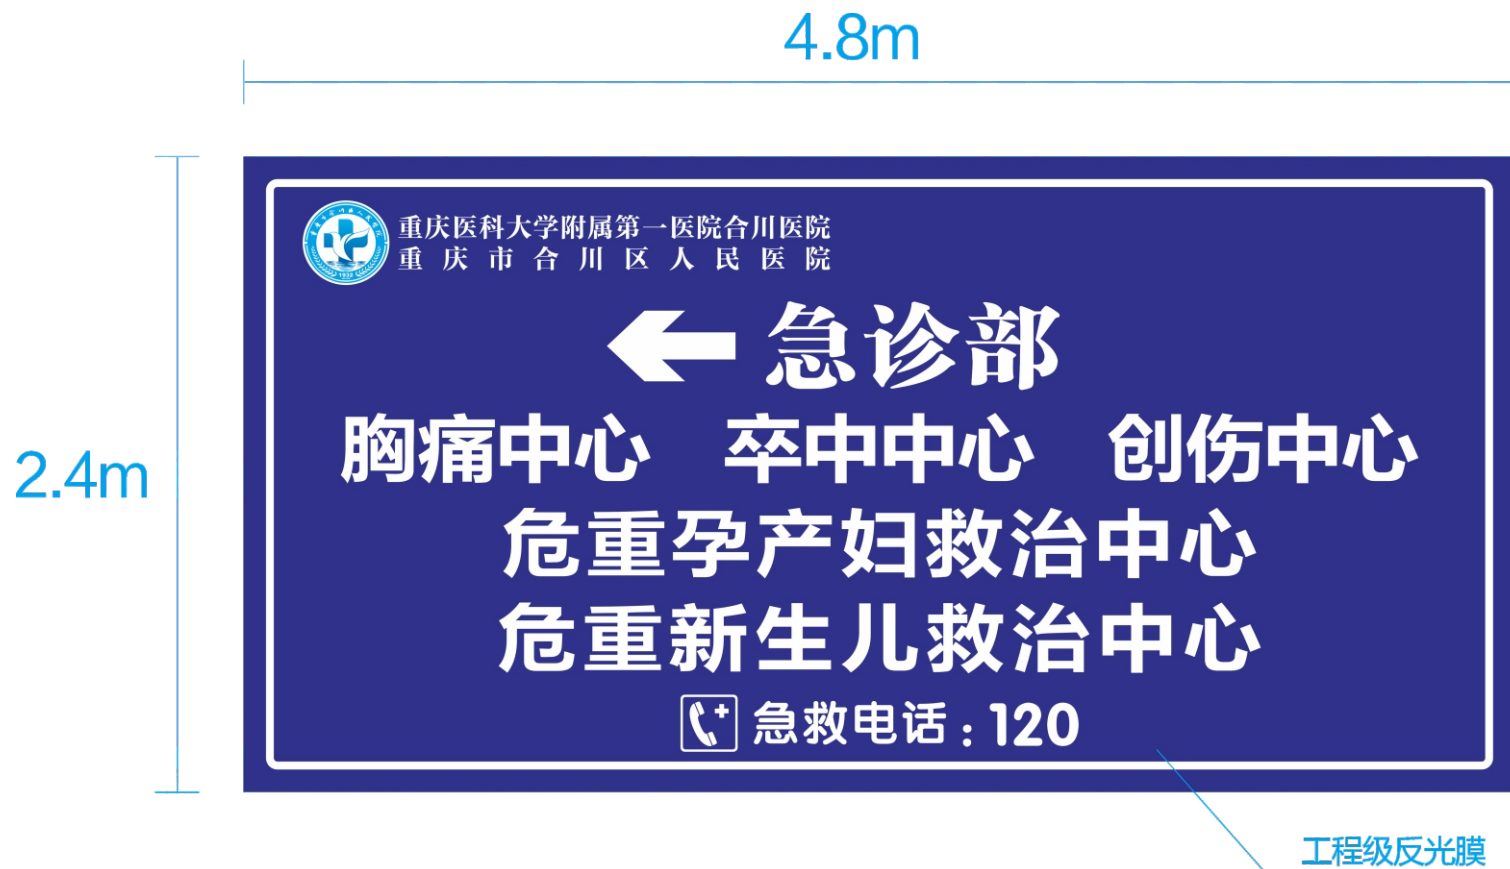 4.8m
2.4m
重庆医科大学附属第一医院合川医院
重庆市合川区人民医院
急诊部
胸痛中心 卒中中心 创伤中心
危重孕产妇救治中心
危重新生儿救治中心
急救电话：120
工程级反光膜